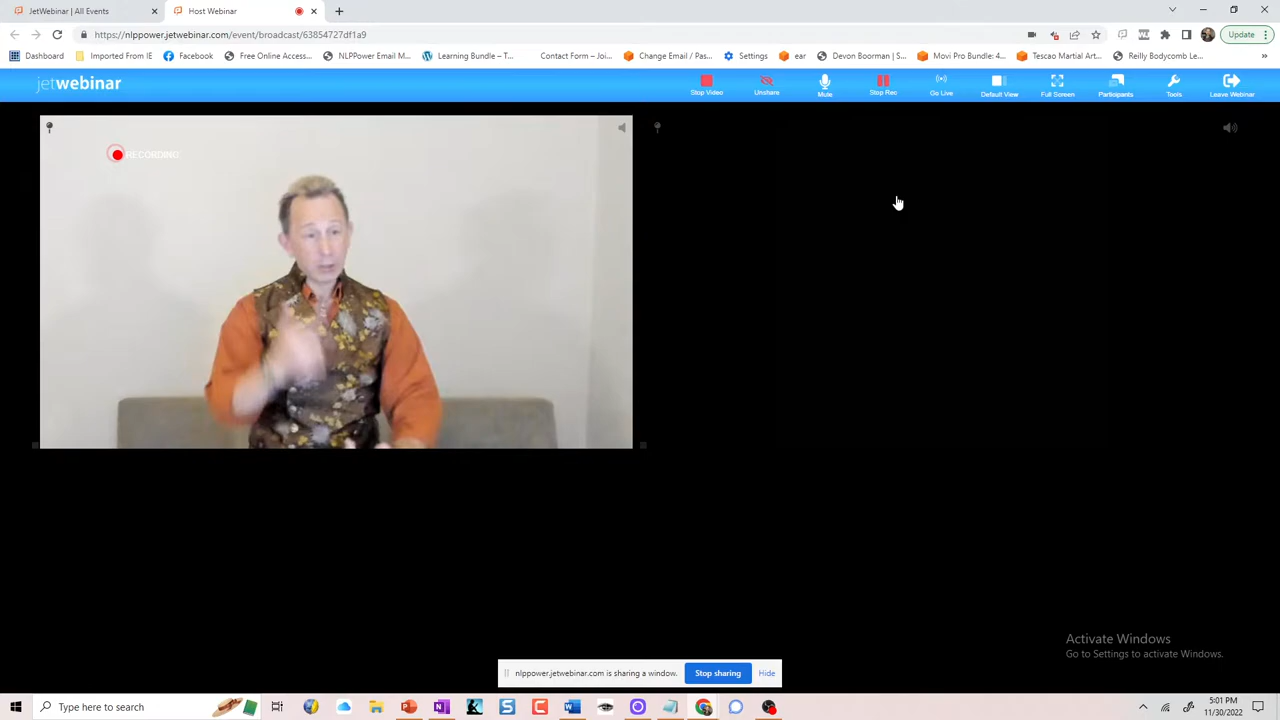 JetWebinar | All Events
Host Webinar
https://nlppower.jetwebinar.com/event/broadcast/63854727df1a9
Update
Dashboard
Imported From IE
Facebook
Free Online Access...
NLPPower Email M...
Learning Bundle – T...
Contact Form – Joi...
Change Email / Pas...
Settings
ear
Devon Boorman | S...
Movi Pro Bundle: 4...
Tescao Martial Art...
Reilly Bodycomb Le...
jetwebinar
Stop Video
Unshare
Mute
Stop Rec
Go Live
Default View
Full Screen
Participants
Tools
Leave Webinar
RECORDING
Activate Windows
Go to Settings to activate Windows.
nlppower.jetwebinar.com is sharing a window.
Stop sharing
Hide
Type here to search
5:01 PM
11/30/2022